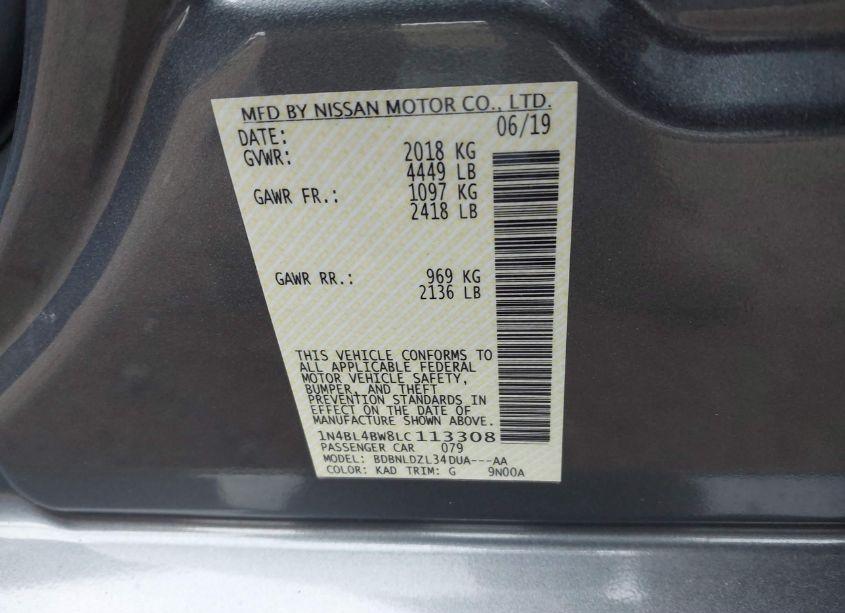 MFD BY NISSAN MOTOR CO., LTD.
DATE: 06/19
GVWR: 2018 KG
4449 LB
GAWR FR.: 1097 KG
2418 LB
GAWR RR.: 969 KG
2136 LB
THIS VEHICLE CONFORMS TO
ALL APPLICABLE FEDERAL
MOTOR VEHICLE SAFETY,
BUMPER, AND THEFT
PREVENTION STANDARDS IN
EFFECT ON THE DATE OF
MANUFACTURE SHOWN ABOVE.
1N4BL4BW8LC113308
PASSENGER CAR 079
MODEL: BDBNLDZL34DUA---AA
COLOR: KAD TRIM: G 9N00A